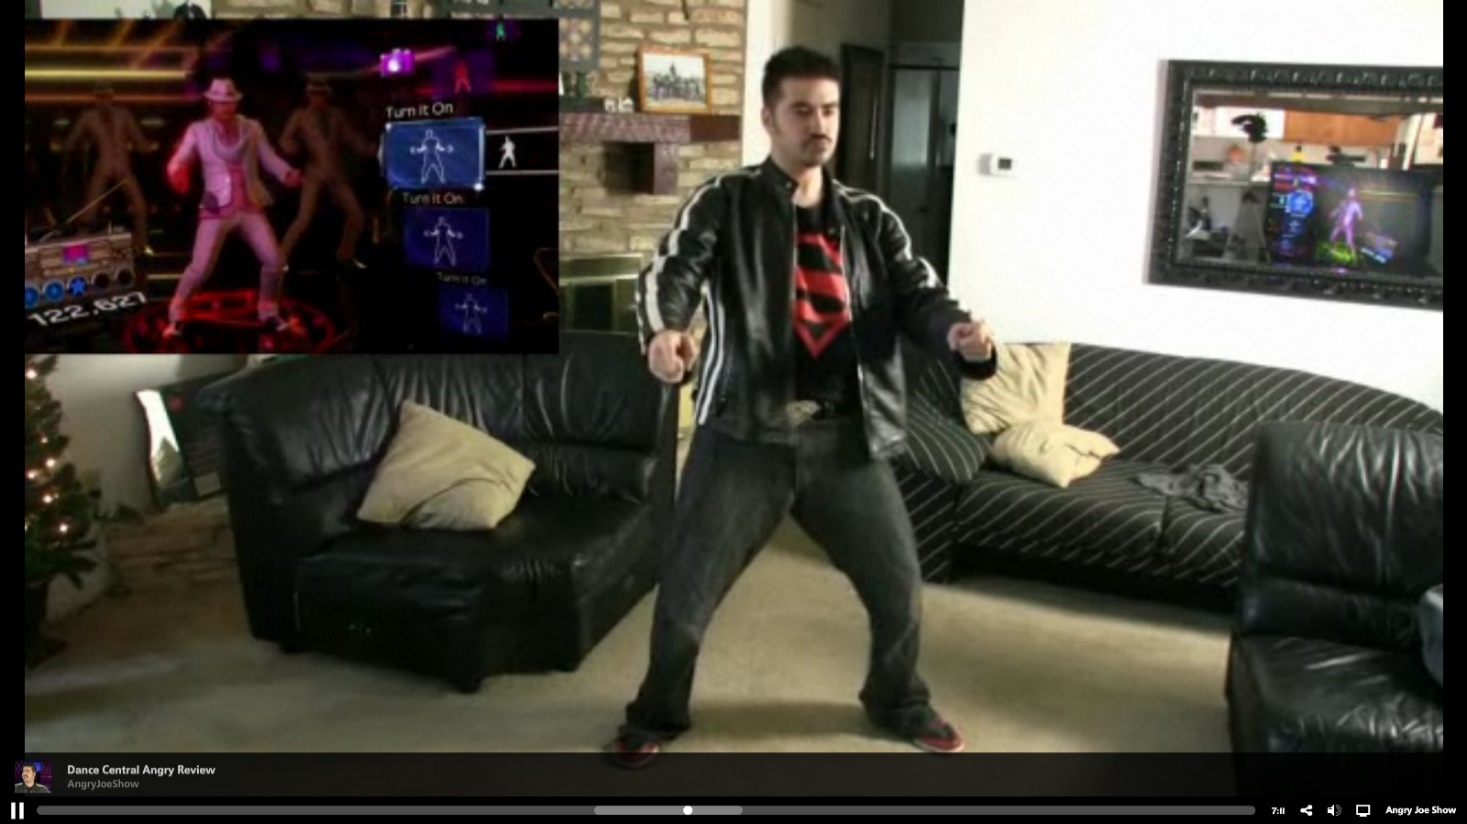 Turn It On
Turn It On
Turn It On
122,627
Dance Central Angry Review
AngryJoeShow
7:11
Angry Joe Show